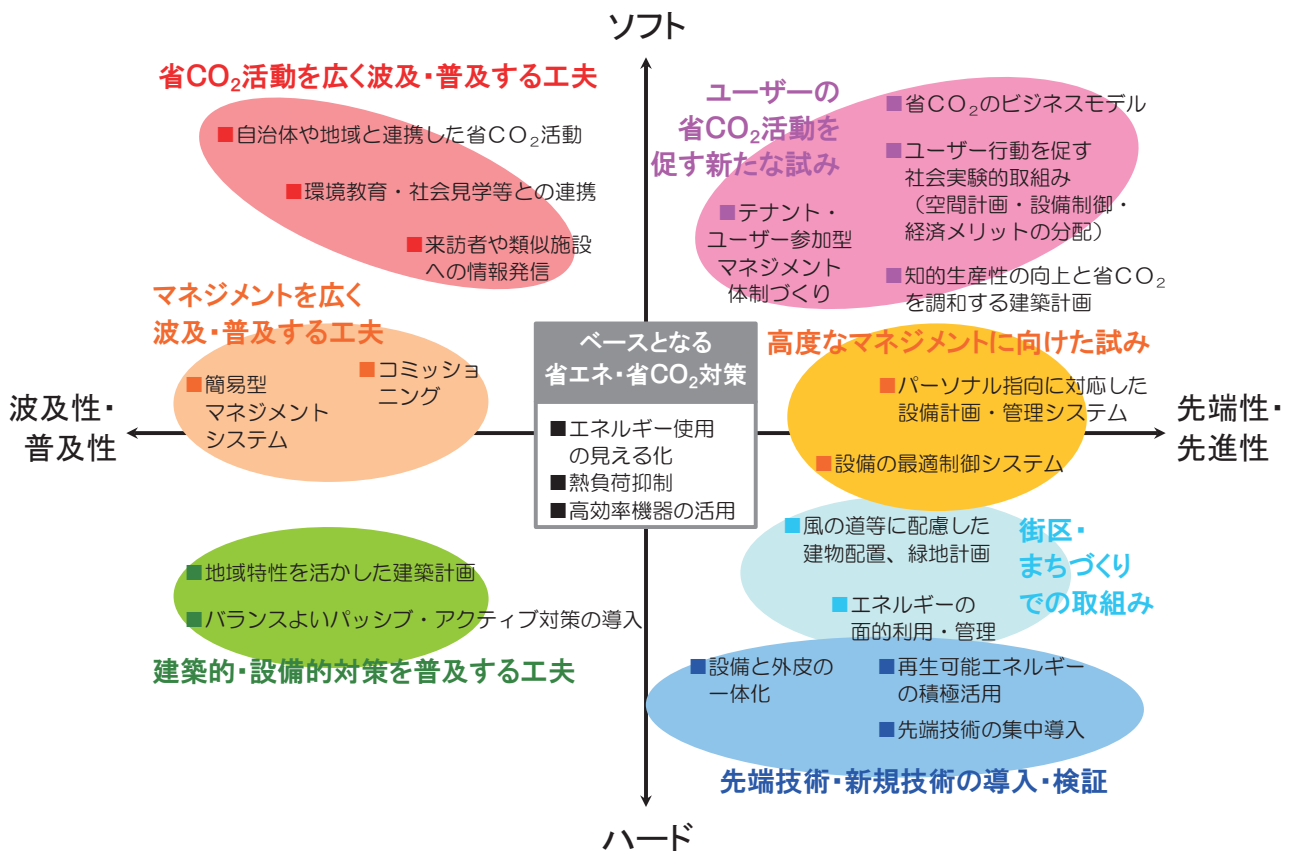 ソフト
省CO₂活動を広く波及・普及する工夫
■自治体や地域と連携した省CO₂活動
■環境教育・社会見学等との連携
■来訪者や類似施設
への情報発信
ユーザーの
省CO₂活動を
促す新たな試み
■省CO₂のビジネスモデル
■ユーザー行動を促す
社会実験的取組み
（空間計画・設備制御・
経済メリットの分配）
■テナント・
ユーザー参加型
マネジメント
体制づくり
■知的生産性の向上と省CO₂
を調和する建築計画
マネジメントを広く
波及・普及する工夫
■簡易型
マネジメント
システム
■コミッショ
ニング
ベースとなる
省エネ・省CO₂対策
■エネルギー使用
の見える化
■熱負荷抑制
■高効率機器の活用
高度なマネジメントに向けた試み
■パーソナル指向に対応した
設備計画・管理システム
■設備の最適制御システム
波及性・
普及性
先端性・
先進性
■風の道等に配慮した
建物配置、緑地計画
■エネルギーの
面的利用・管理
街区・
まちづくり
での取組み
■地域特性を活かした建築計画
■バランスよいパッシブ・アクティブ対策の導入
建築的・設備的対策を普及する工夫
■設備と外皮の
一体化
■再生可能エネルギー
の積極活用
■先端技術の集中導入
先端技術・新規技術の導入・検証
ハード